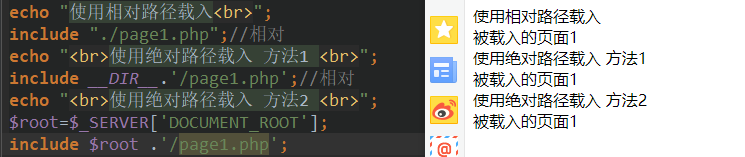 echo "使用相对路径载入<br>";
include "./page1.php";//相对
echo "<br>使用绝对路径载入 方法1 <br>";
include __DIR__ .'/page1.php';//相对
echo "<br>使用绝对路径载入 方法2 <br>";
$root=$_SERVER['DOCUMENT_ROOT'];
include $root .'/page1.php';
使用相对路径载入
被载入的页面1
使用绝对路径载入 方法1
被载入的页面1
使用绝对路径载入 方法2
被载入的页面1
@